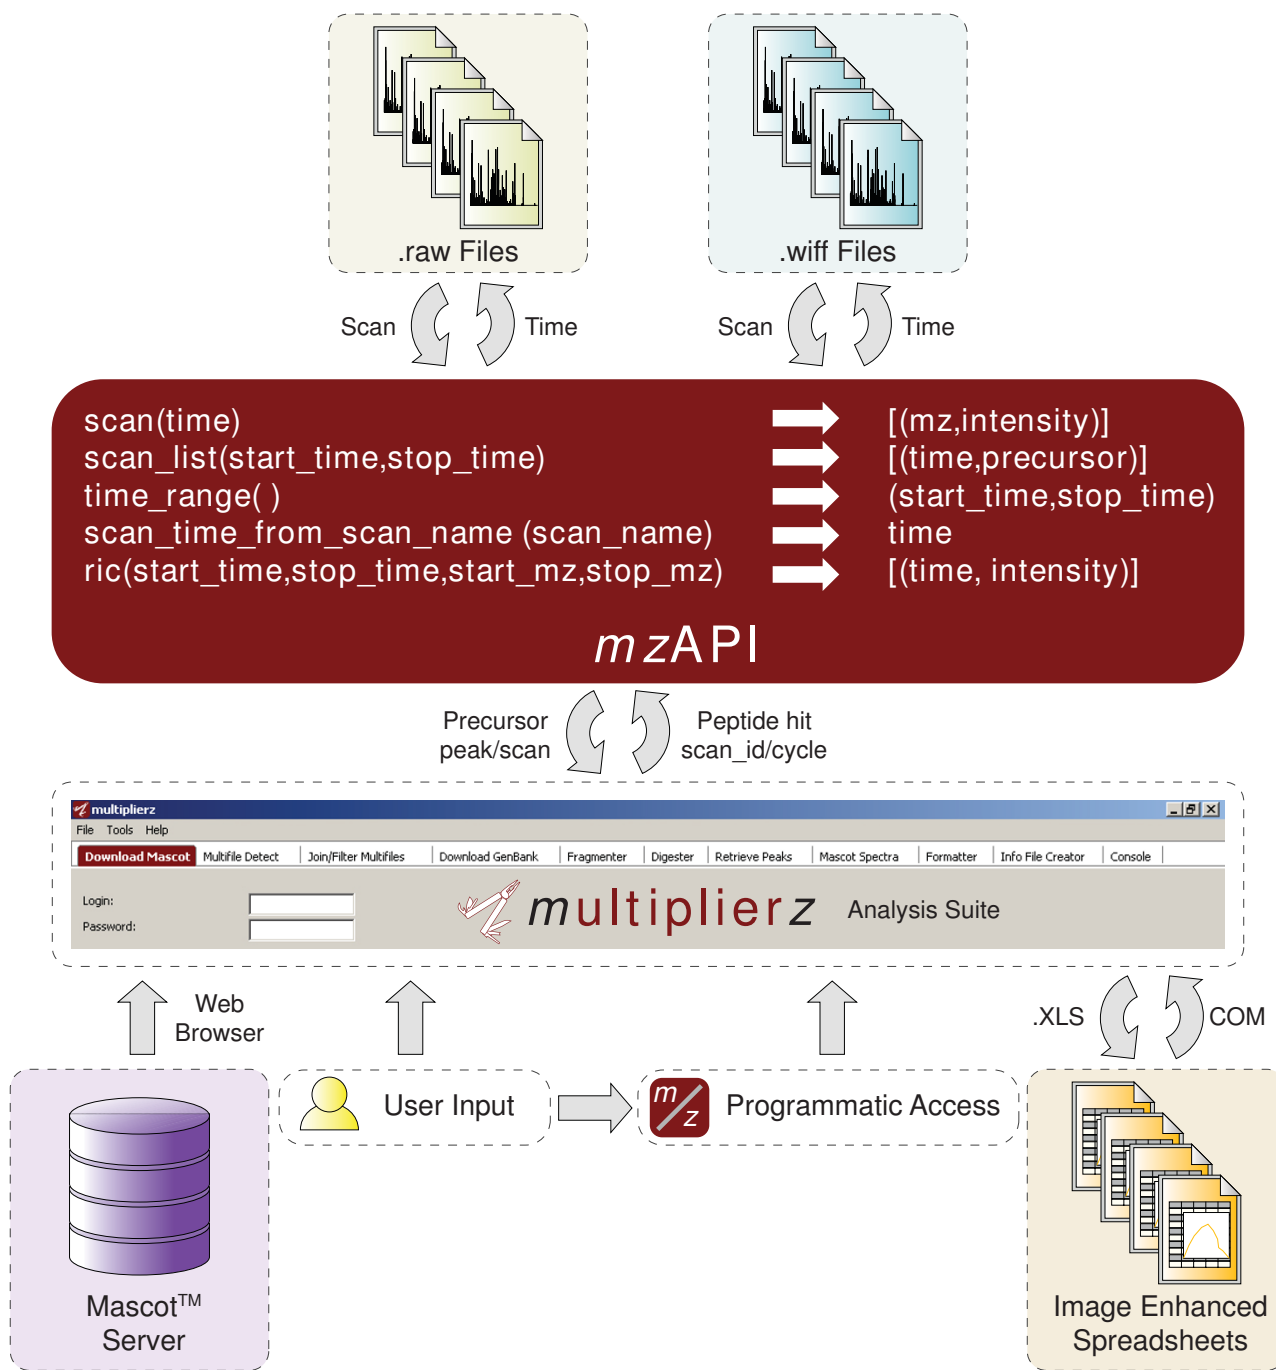 .raw Files
.wiff Files
Scan
Time
Scan
Time
scan(time) [(mz,intensity)]
scan_list(start_time,stop_time) [(time,precursor)]
time_range( ) (start_time,stop_time)
scan_time_from_scan_name (scan_name) time
ric(start_time,stop_time,start_mz,stop_mz) [(time, intensity)]
mzAPI
Precursor
peak/scan
Peptide hit
scan_id/cycle
multiplierz
File Tools Help
Download Mascot Multifile Detect Join/Filter Multifiles Download GenBank Fragmenter Digester Retrieve Peaks Mascot Spectra Formatter Info File Creator Console
Login:
Password:
multiplierz Analysis Suite
Web
Browser
.XLS
COM
User Input
m/z
Programmatic Access
Mascot™
Server
Image Enhanced
Spreadsheets